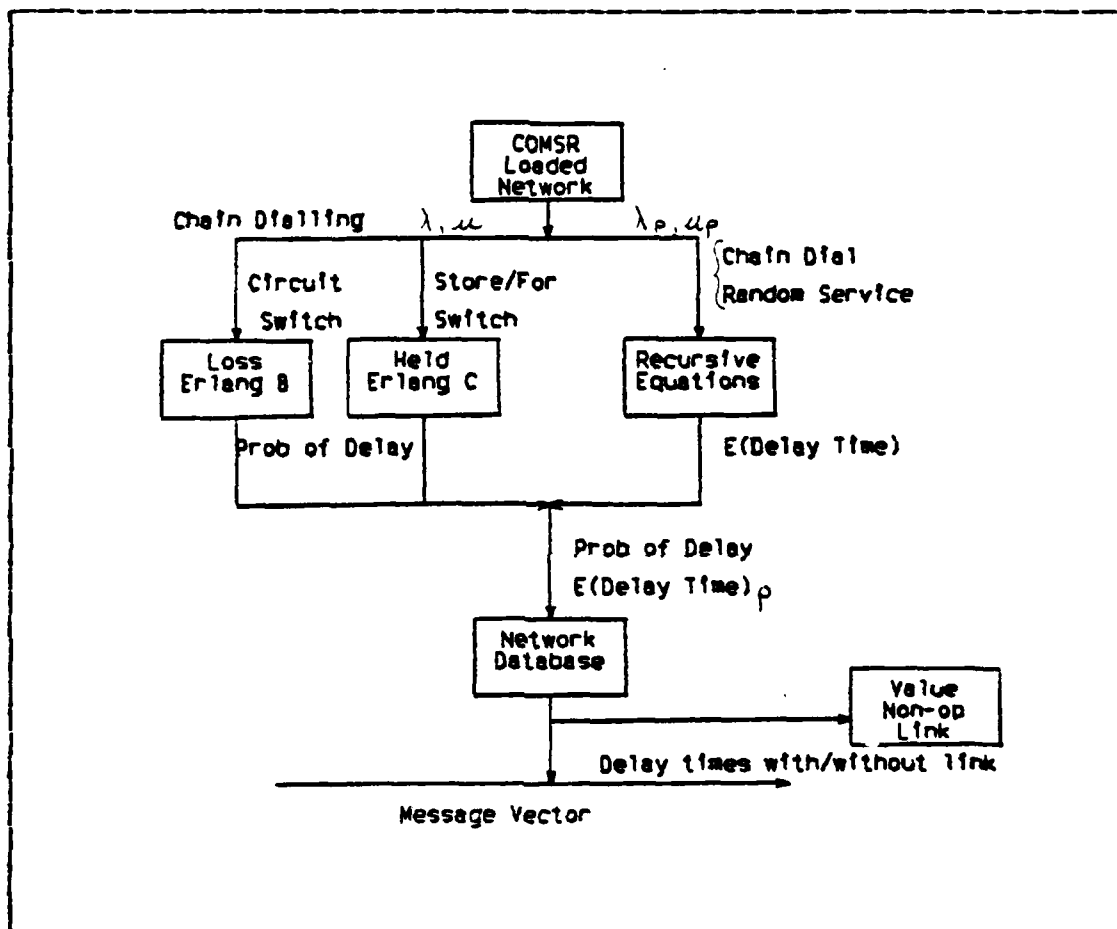 COMSR
Loaded
Network
Chain Dialling
λ, μ
λρ, μρ
Chain Dial
Random Service
Circuit
Switch
Store/For
Switch
Loss
Erlang B
Held
Erlang C
Recursive
Equations
Prob of Delay
E(Delay Time)
Prob of Delay
E(Delay Time)ρ
Network
Database
Value
Non-op
Link
Delay times with/without link
Message Vector